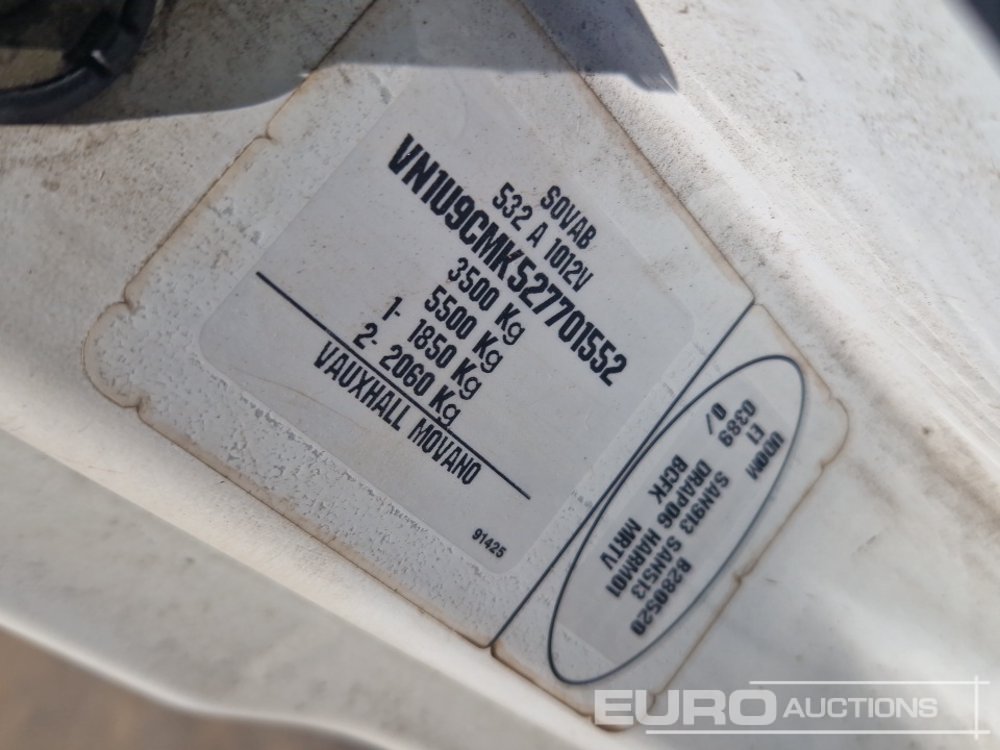 SOVAB
532 A 1012V
VN1U9CMK527701552
3500 Kg
5500 Kg
1- 1850 Kg
2- 2060 Kg
VAUXHALL MOVANO
91425
8280520
SAN913 SAN513
DRAP06 HARM01
BCFK MRTV
E1
0389
0/
EURO AUCTIONS